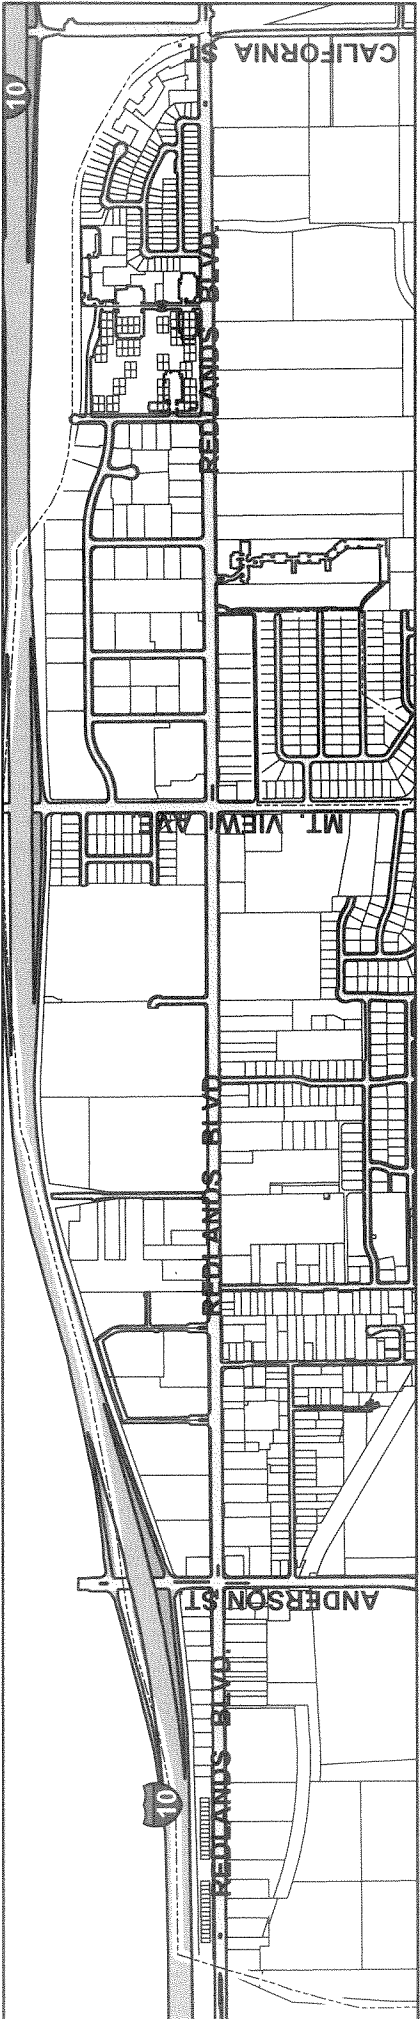 CALIFORNIA ST
10
REDLANDS BLVD.
MT. VIEW AVE.
REDLANDS BLVD.
ANDERSON ST
REDLANDS BLVD.
10